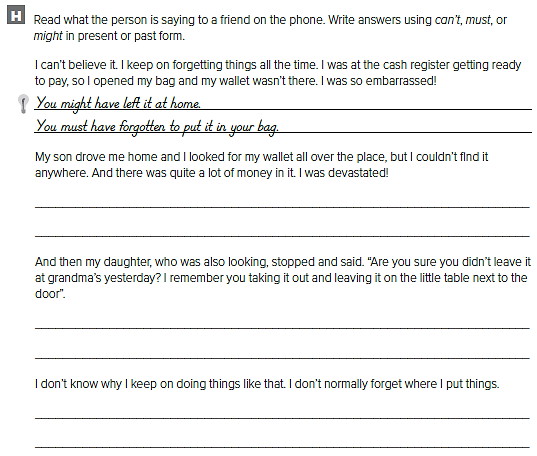 H Read what the person is saying to a friend on the phone. Write answers using can't, must, or
might in present or past form.
I can't believe it. I keep on forgetting things all the time. I was at the cash register getting ready
to pay, so I opened my bag and my wallet wasn't there. I was so embarrassed!
You might have left it at home.
You must have forgotten to put it in your bag.
My son drove me home and I looked for my wallet all over the place, but I couldn't find it
anywhere. And there was quite a lot of money in it. I was devastated!
And then my daughter, who was also looking, stopped and said. "Are you sure you didn't leave it
at grandma's yesterday? I remember you taking it out and leaving it on the little table next to the
door".
I don't know why I keep on doing things like that. I don't normally forget where I put things.